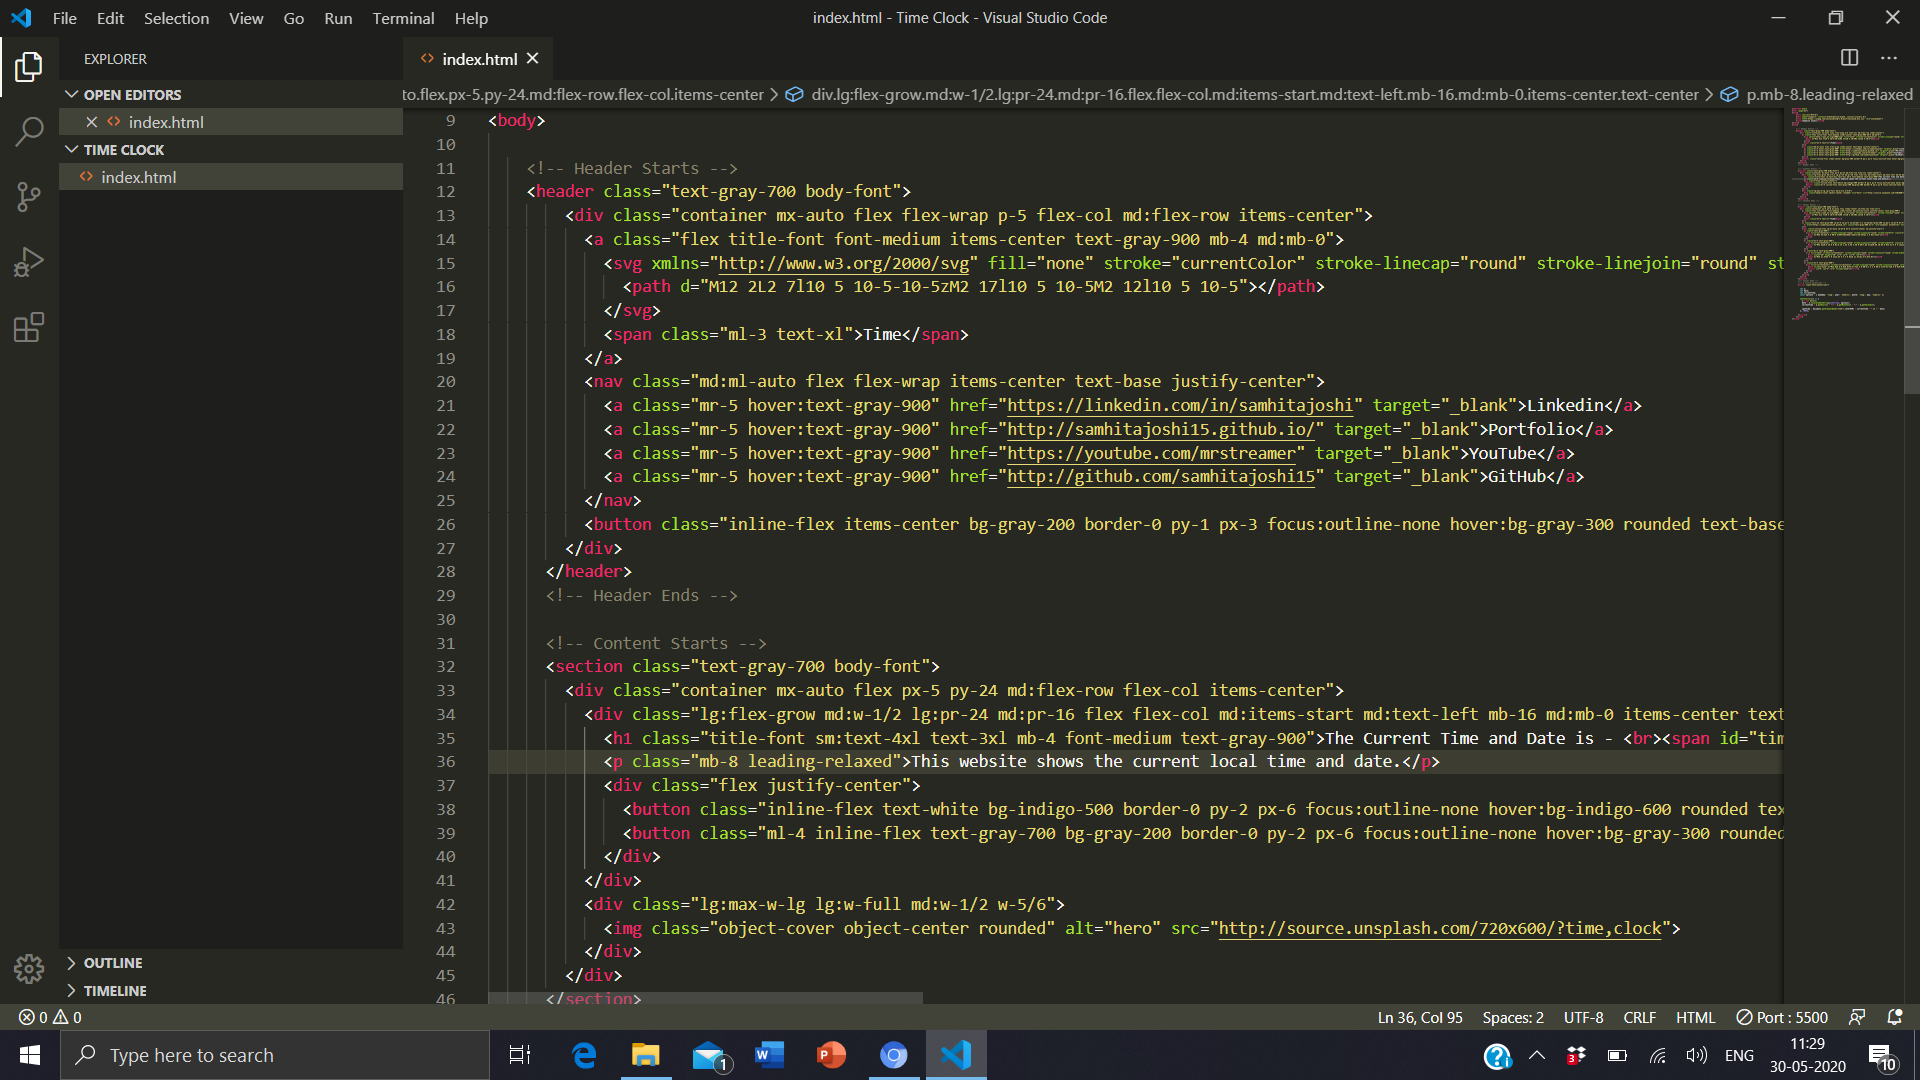 File Edit Selection View Go Run Terminal Help
index.html - Time Clock - Visual Studio Code
EXPLORER
index.html
OPEN EDITORS
index.html
TIME CLOCK
index.html
to.flex.px-5.py-24.md:flex-row.flex-col.items-center > div.lg:flex-grow.md:w-1/2.lg:pr-24.md:pr-16.flex.flex-col.md:items-start.md:text-left.mb-16.md:mb-0.items-center.text-center > p.mb-8.leading-relaxed
9 <body>
10
11 <!-- Header Starts -->
12 <header class="text-gray-700 body-font">
13 <div class="container mx-auto flex flex-wrap p-5 flex-col md:flex-row items-center">
14 <a class="flex title-font font-medium items-center text-gray-900 mb-4 md:mb-0">
15 <svg xmlns="http://www.w3.org/2000/svg" fill="none" stroke="currentColor" stroke-linecap="round" stroke-linejoin="round" st
16 <path d="M12 2L2 7l10 5 10-5-10-5zM2 17l10 5 10-5M2 12l10 5 10-5"></path>
17 </svg>
18 <span class="ml-3 text-xl">Time</span>
19 </a>
20 <nav class="md:ml-auto flex flex-wrap items-center text-base justify-center">
21 <a class="mr-5 hover:text-gray-900" href="https://linkedin.com/in/samhitajoshi" target="_blank">Linkedin</a>
22 <a class="mr-5 hover:text-gray-900" href="http://samhitajoshi15.github.io/" target="_blank">Portfolio</a>
23 <a class="mr-5 hover:text-gray-900" href="https://youtube.com/mrstreamer" target="_blank">YouTube</a>
24 <a class="mr-5 hover:text-gray-900" href="http://github.com/samhitajoshi15" target="_blank">GitHub</a>
25 </nav>
26 <button class="inline-flex items-center bg-gray-200 border-0 py-1 px-3 focus:outline-none hover:bg-gray-300 rounded text-base
27 </div>
28 </header>
29 <!-- Header Ends -->
30
31 <!-- Content Starts -->
32 <section class="text-gray-700 body-font">
33 <div class="container mx-auto flex px-5 py-24 md:flex-row flex-col items-center">
34 <div class="lg:flex-grow md:w-1/2 lg:pr-24 md:pr-16 flex flex-col md:items-start md:text-left mb-16 md:mb-0 items-center text
35 <h1 class="title-font sm:text-4xl text-3xl mb-4 font-medium text-gray-900">The Current Time and Date is - <br><span id="tim
36 <p class="mb-8 leading-relaxed">This website shows the current local time and date.</p>
37 <div class="flex justify-center">
38 <button class="inline-flex text-white bg-indigo-500 border-0 py-2 px-6 focus:outline-none hover:bg-indigo-600 rounded tex
39 <button class="ml-4 inline-flex text-gray-700 bg-gray-200 border-0 py-2 px-6 focus:outline-none hover:bg-gray-300 rounded
40 </div>
41 </div>
42 <div class="lg:max-w-lg lg:w-full md:w-1/2 w-5/6">
43 <img class="object-cover object-center rounded" alt="hero" src="http://source.unsplash.com/720x600/?time,clock">
44 </div>
45 </div>
46 </section>
OUTLINE
TIMELINE
0 0
Ln 36, Col 95 Spaces: 2 UTF-8 CRLF HTML Port : 5500
Type here to search
1
3
ENG
11:29
30-05-2020
10